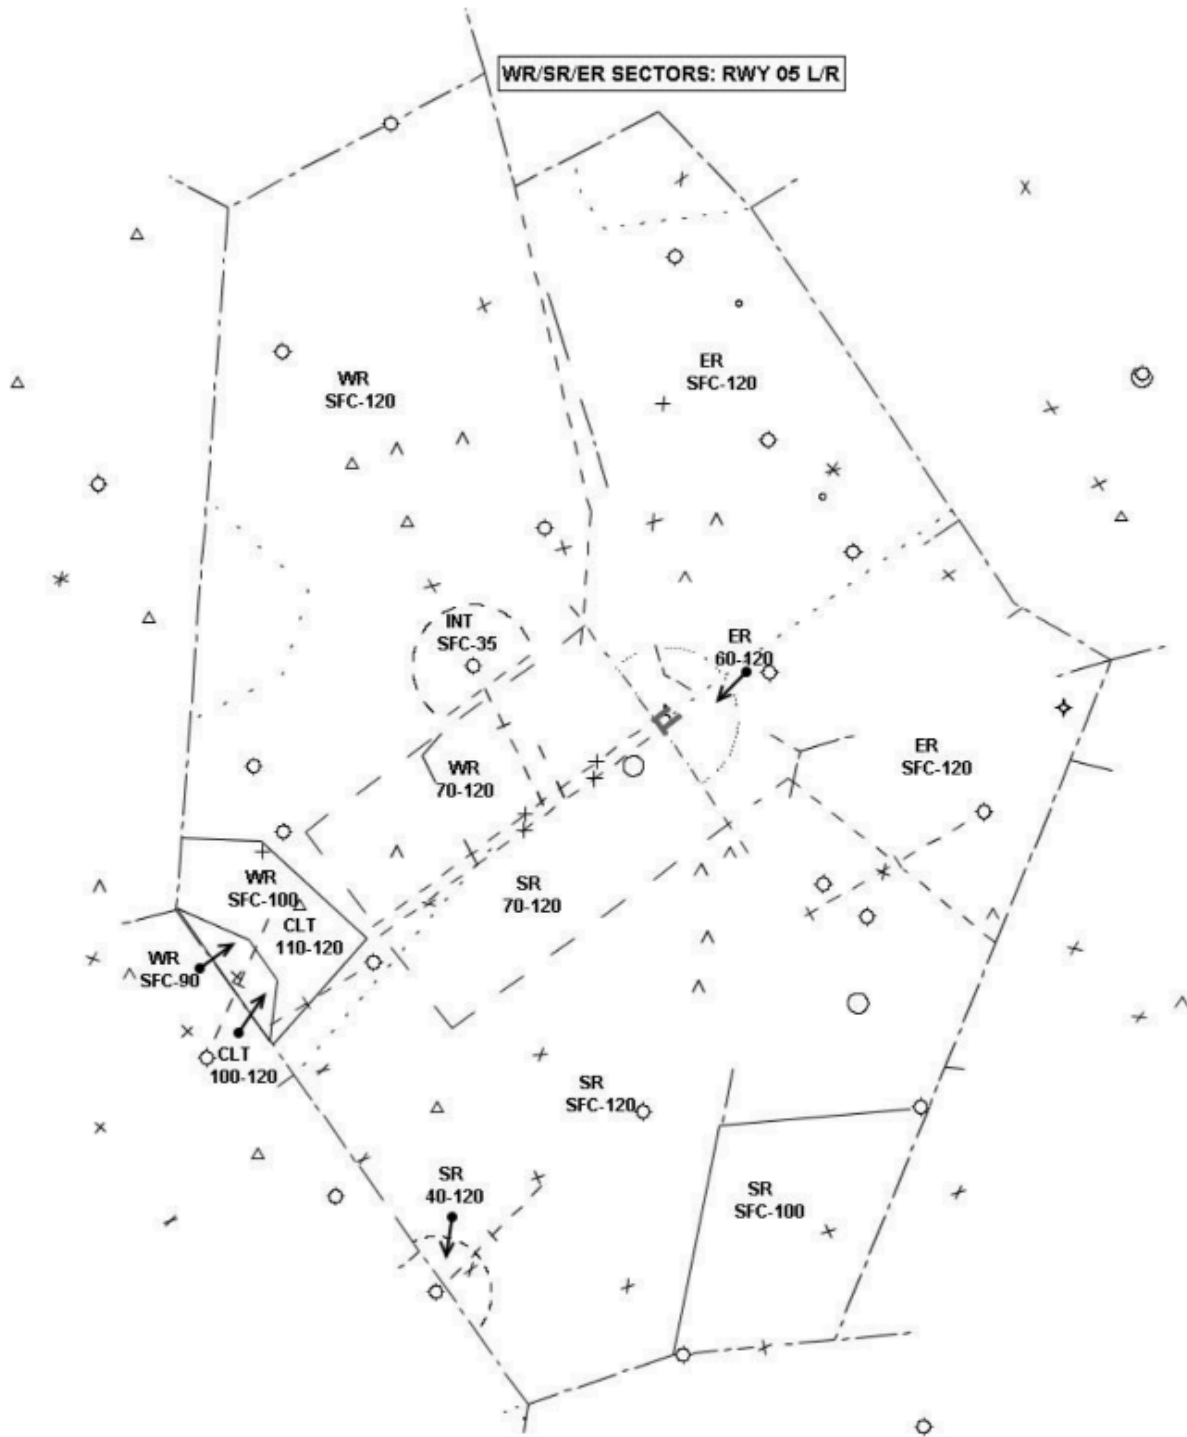 WR/SR/ER SECTORS: RWY 05 L/R
WR
SFC-120
ER
SFC-120
INT
SFC-35
ER
60-120
WR
70-120
ER
SFC-120
WR
SFC-100
CLT
110-120
SR
70-120
WR
SFC-90
CLT
100-120
SR
SFC-120
SR
40-120
SR
SFC-100